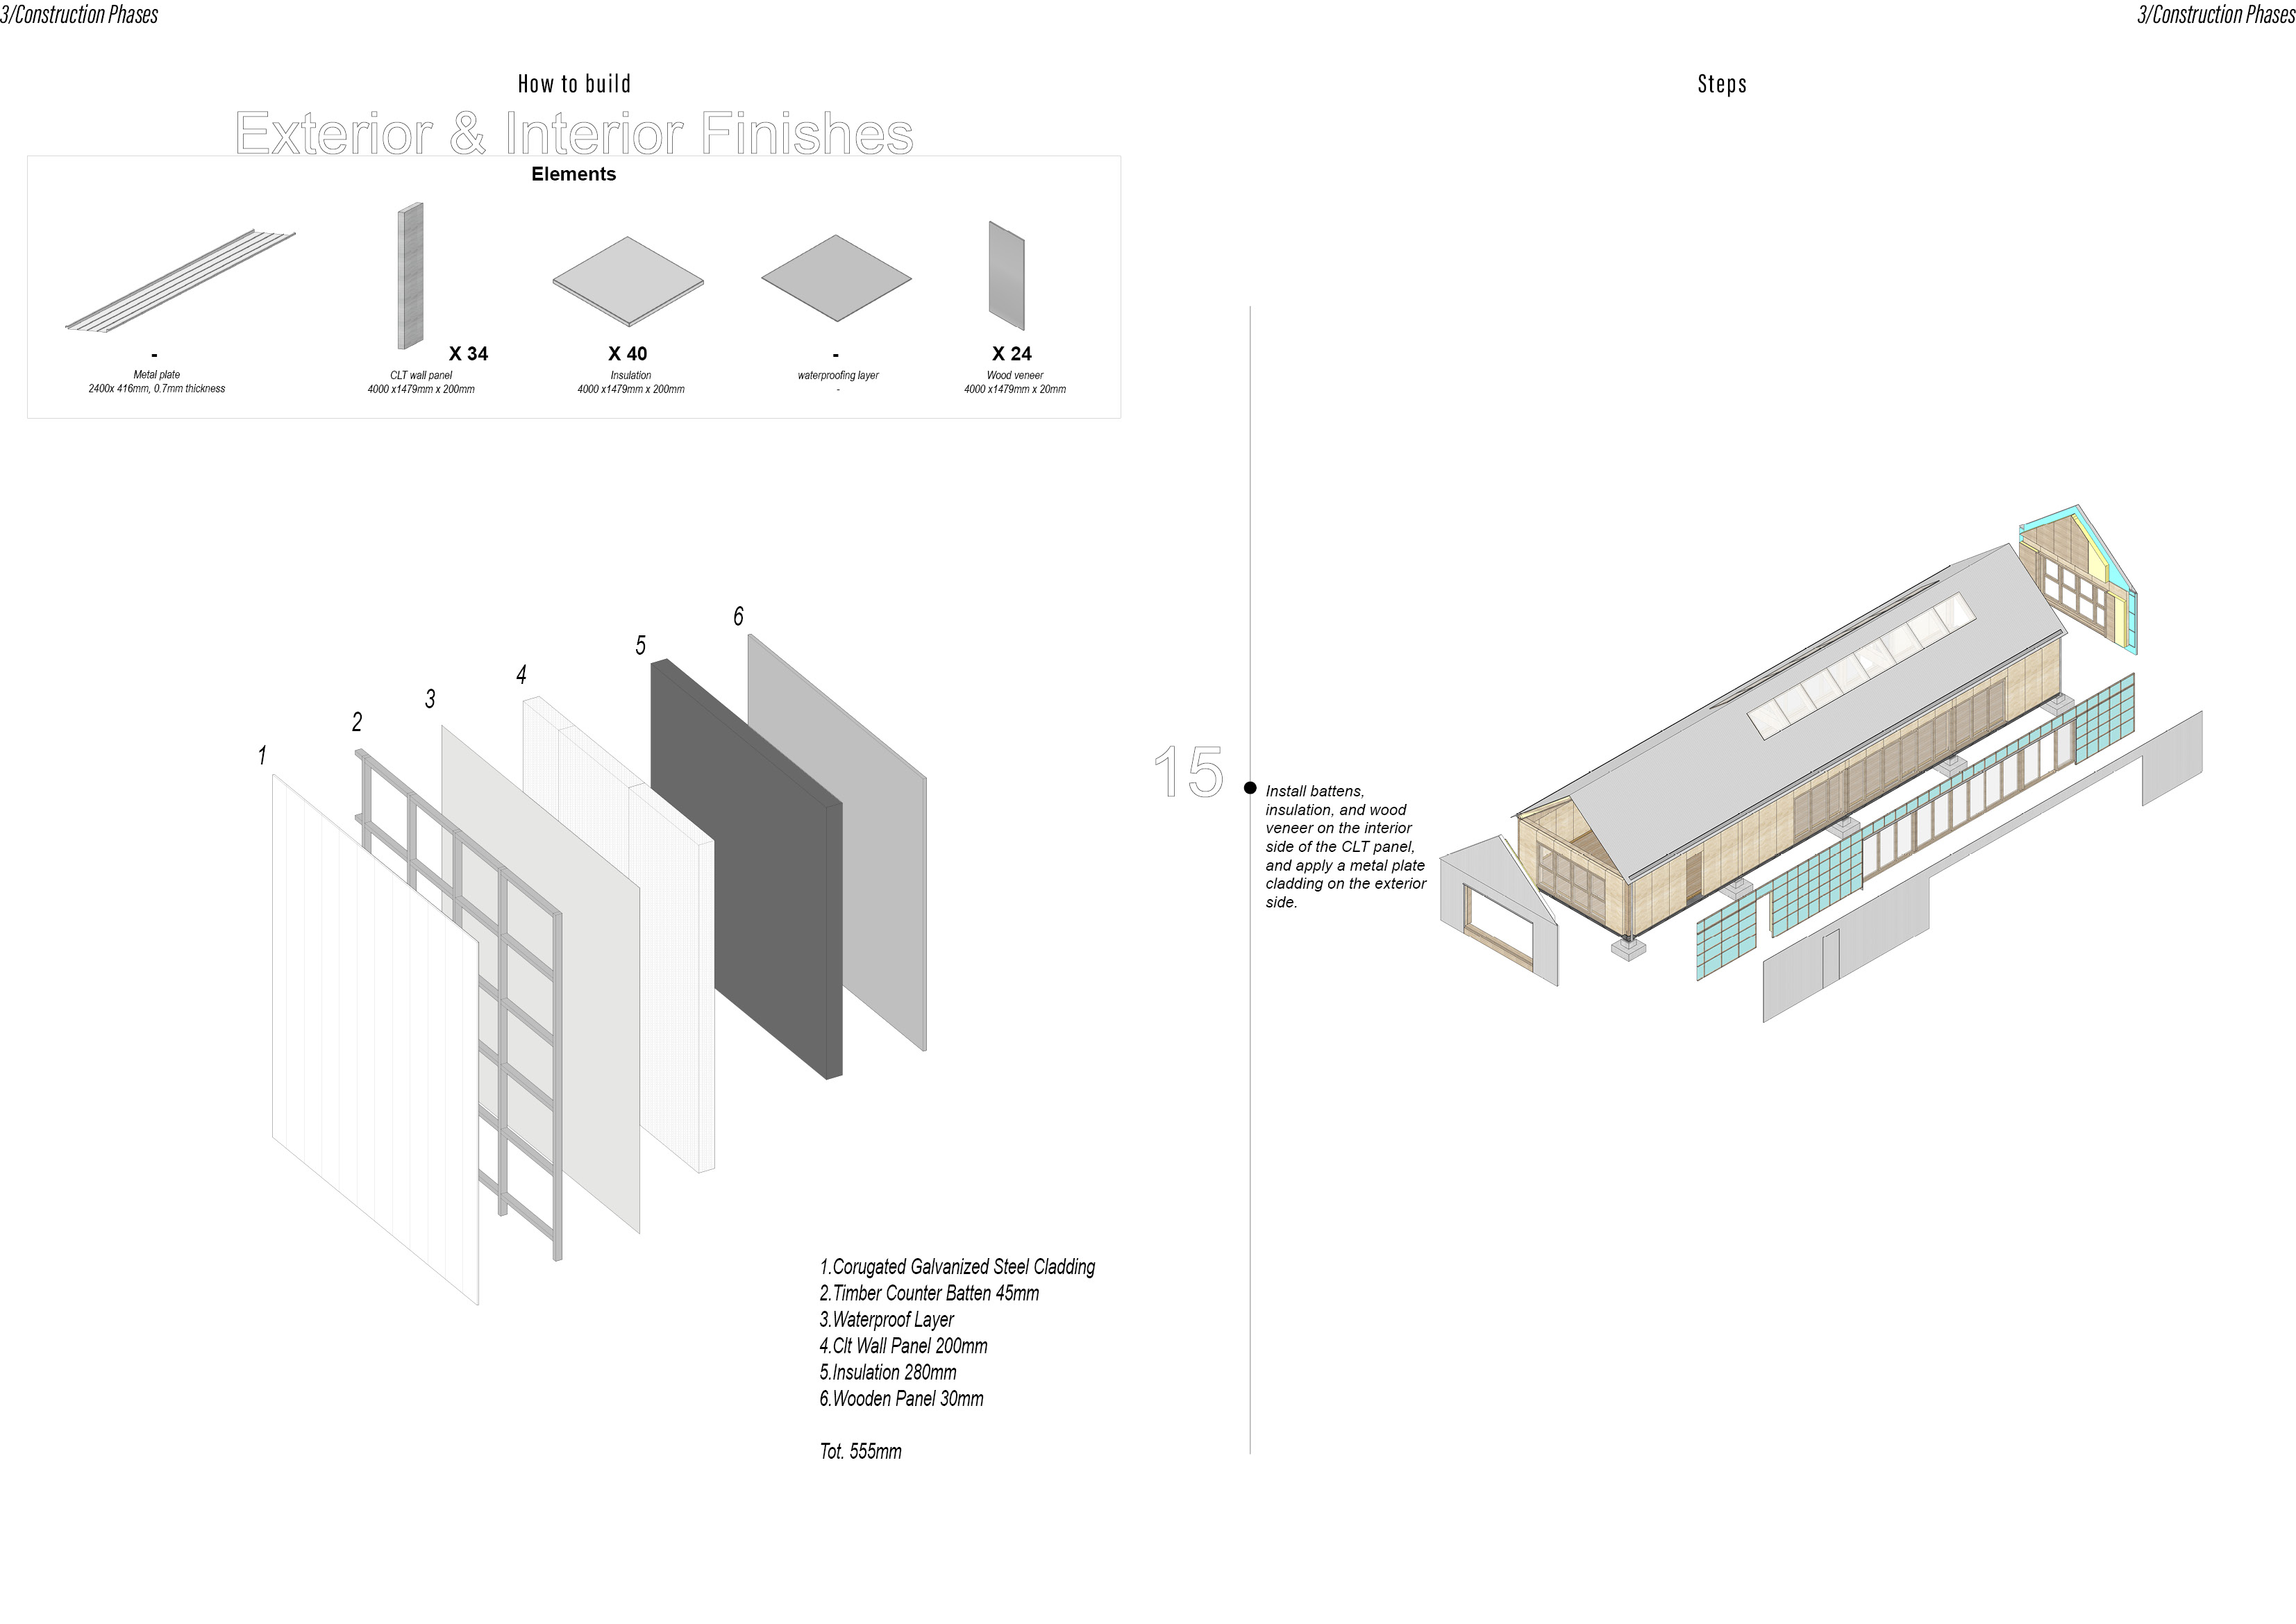 3/Construction Phases
3/Construction Phases
How to build
Exterior & Interior Finishes
Elements
-
Metal plate
2400x 416mm, 0.7mm thickness
X 34
CLT wall panel
4000 x1479mm x 200mm
X 40
Insulation
4000 x1479mm x 200mm
-
waterproofing layer
-
X 24
Wood veneer
4000 x1479mm x 20mm
1
2
3
4
5
6
1.Corugated Galvanized Steel Cladding
2.Timber Counter Batten 45mm
3.Waterproof Layer
4.Clt Wall Panel 200mm
5.Insulation 280mm
6.Wooden Panel 30mm
Tot. 555mm
Steps
15
Install battens,
insulation, and wood
veneer on the interior
side of the CLT panel,
and apply a metal plate
cladding on the exterior
side.